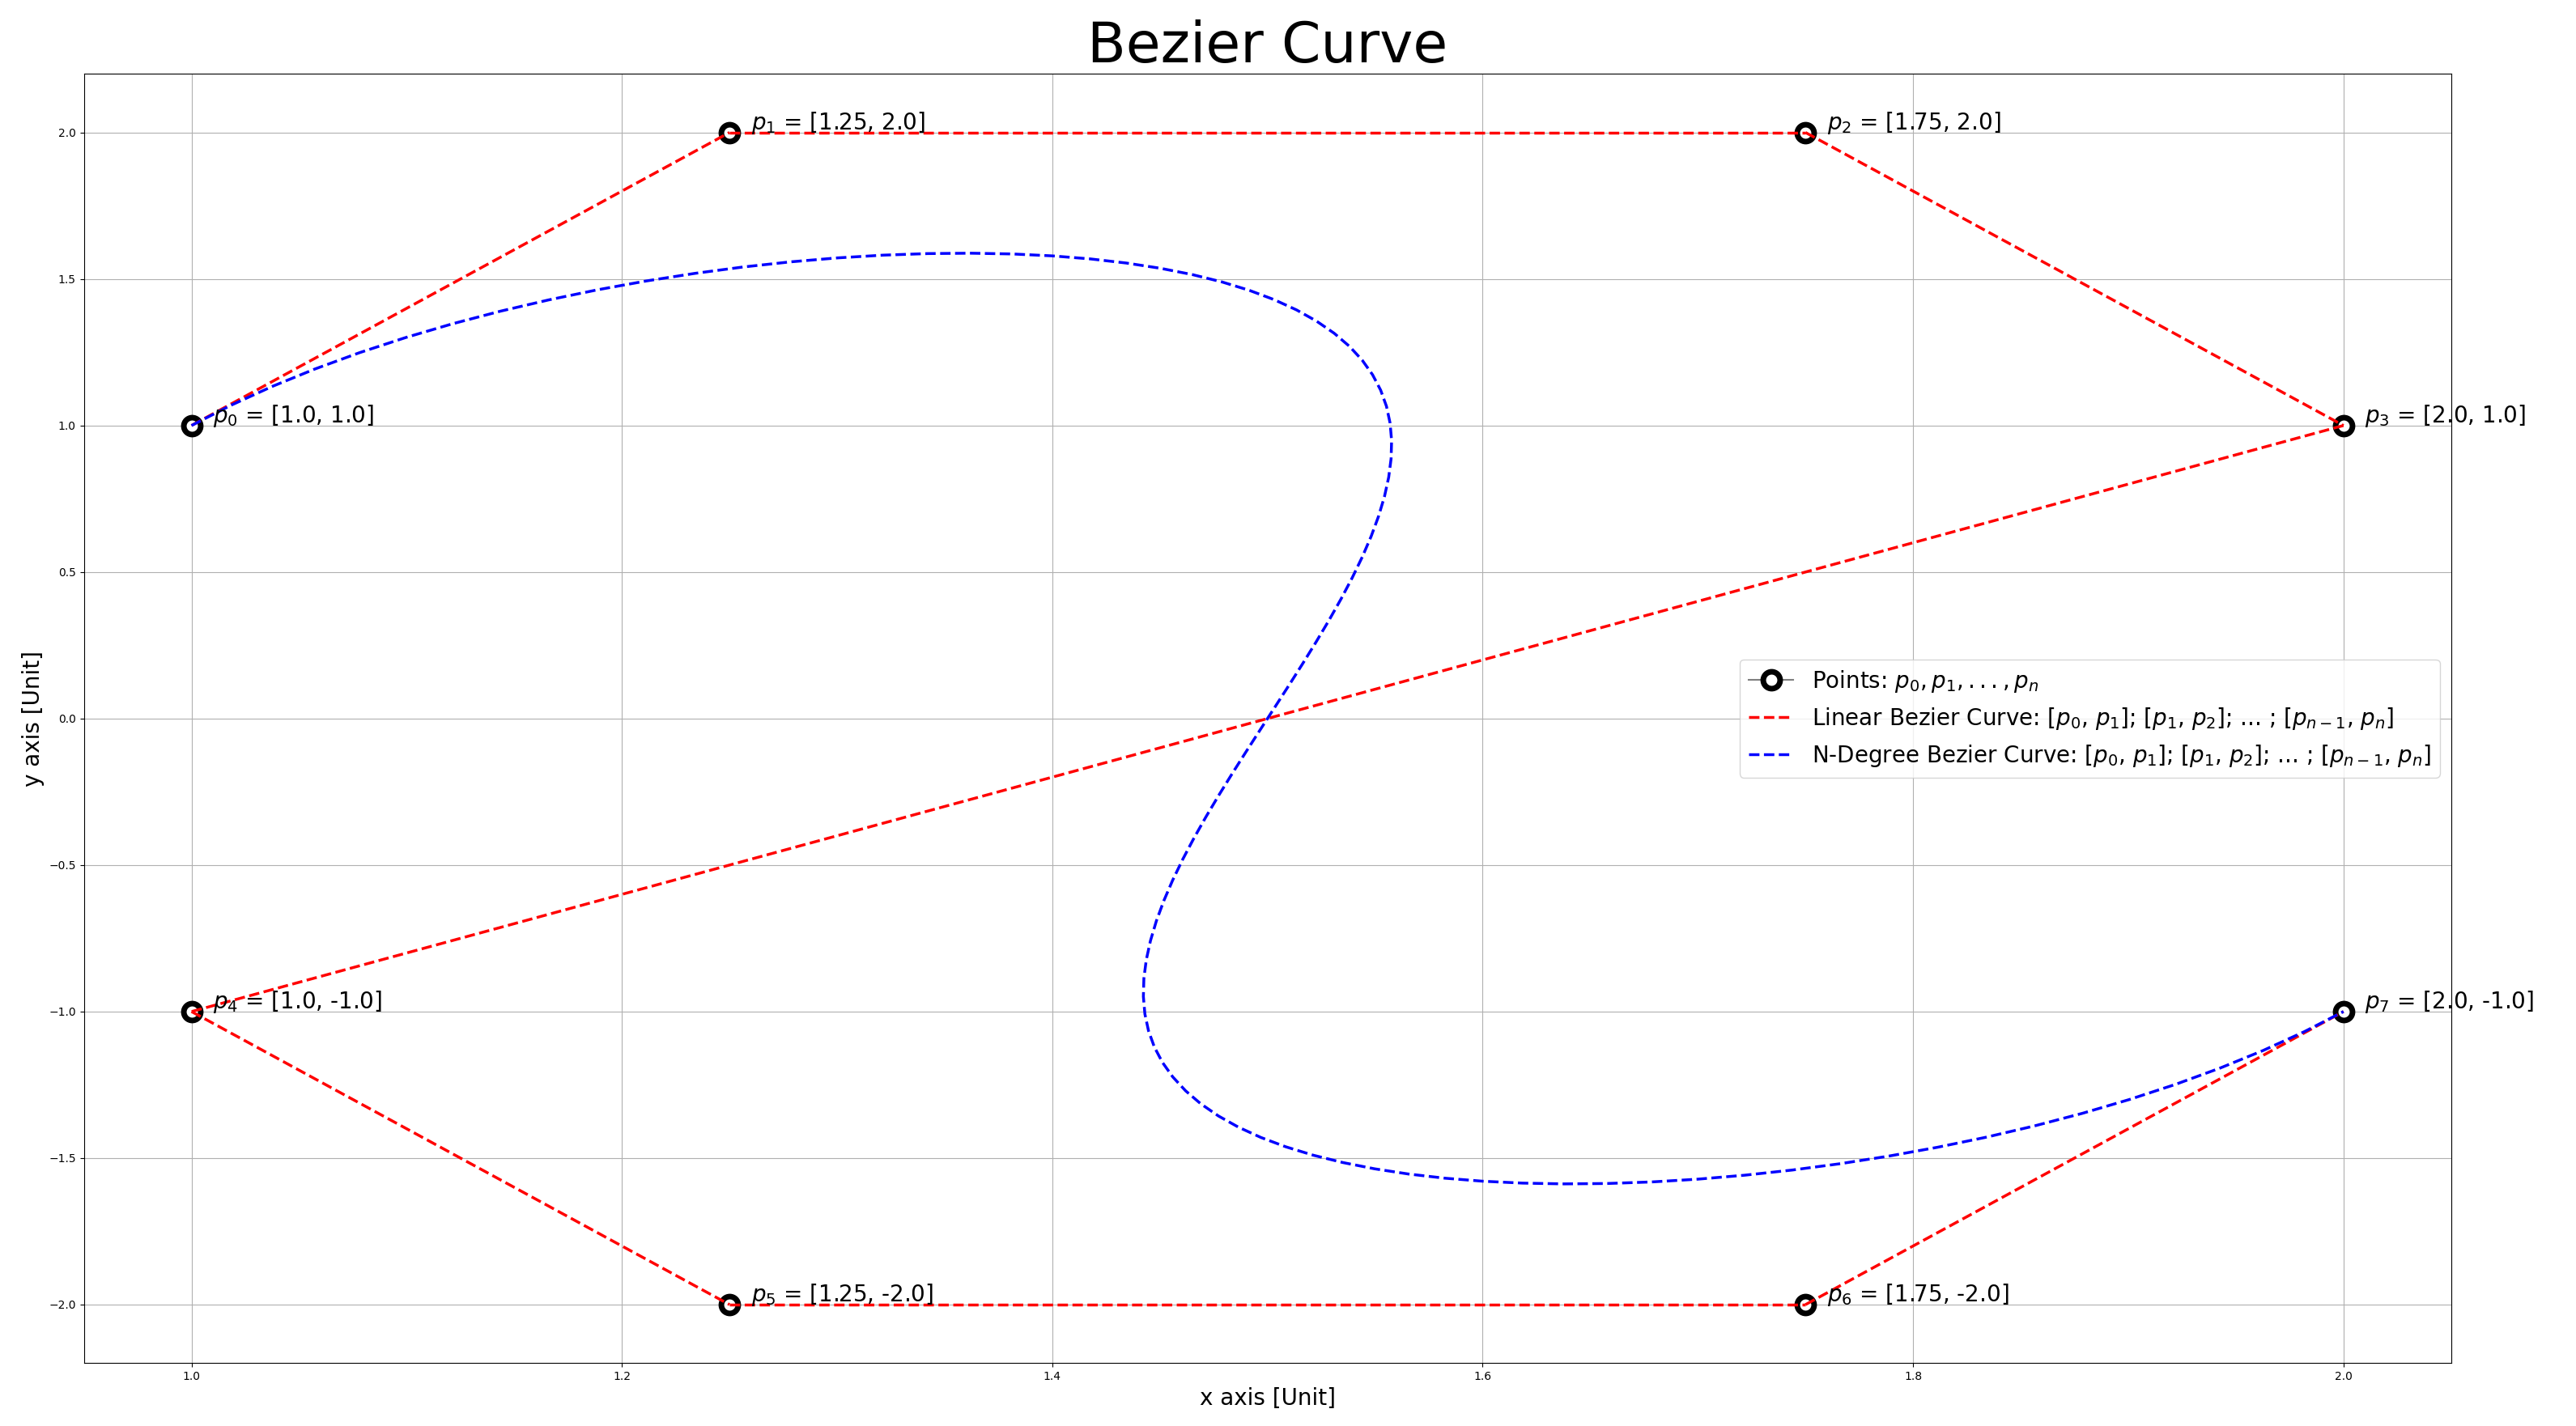 Bezier Curve
p₁ = [1.25, 2.0]
p₂ = [1.75, 2.0]
p₀ = [1.0, 1.0]
p₃ = [2.0, 1.0]
p₄ = [1.0, -1.0]
p₇ = [2.0, -1.0]
p₅ = [1.25, -2.0]
p₆ = [1.75, -2.0]
Points: p₀, p₁, . . . , pₙ
Linear Bezier Curve: [p₀, p₁]; [p₁, p₂]; ... ; [pₙ₋₁, pₙ]
N-Degree Bezier Curve: [p₀, p₁]; [p₁, p₂]; ... ; [pₙ₋₁, pₙ]
y axis [Unit]
2.0
1.5
1.0
0.5
0.0
−0.5
−1.0
−1.5
−2.0
1.0 1.2 1.4 1.6 1.8 2.0
x axis [Unit]